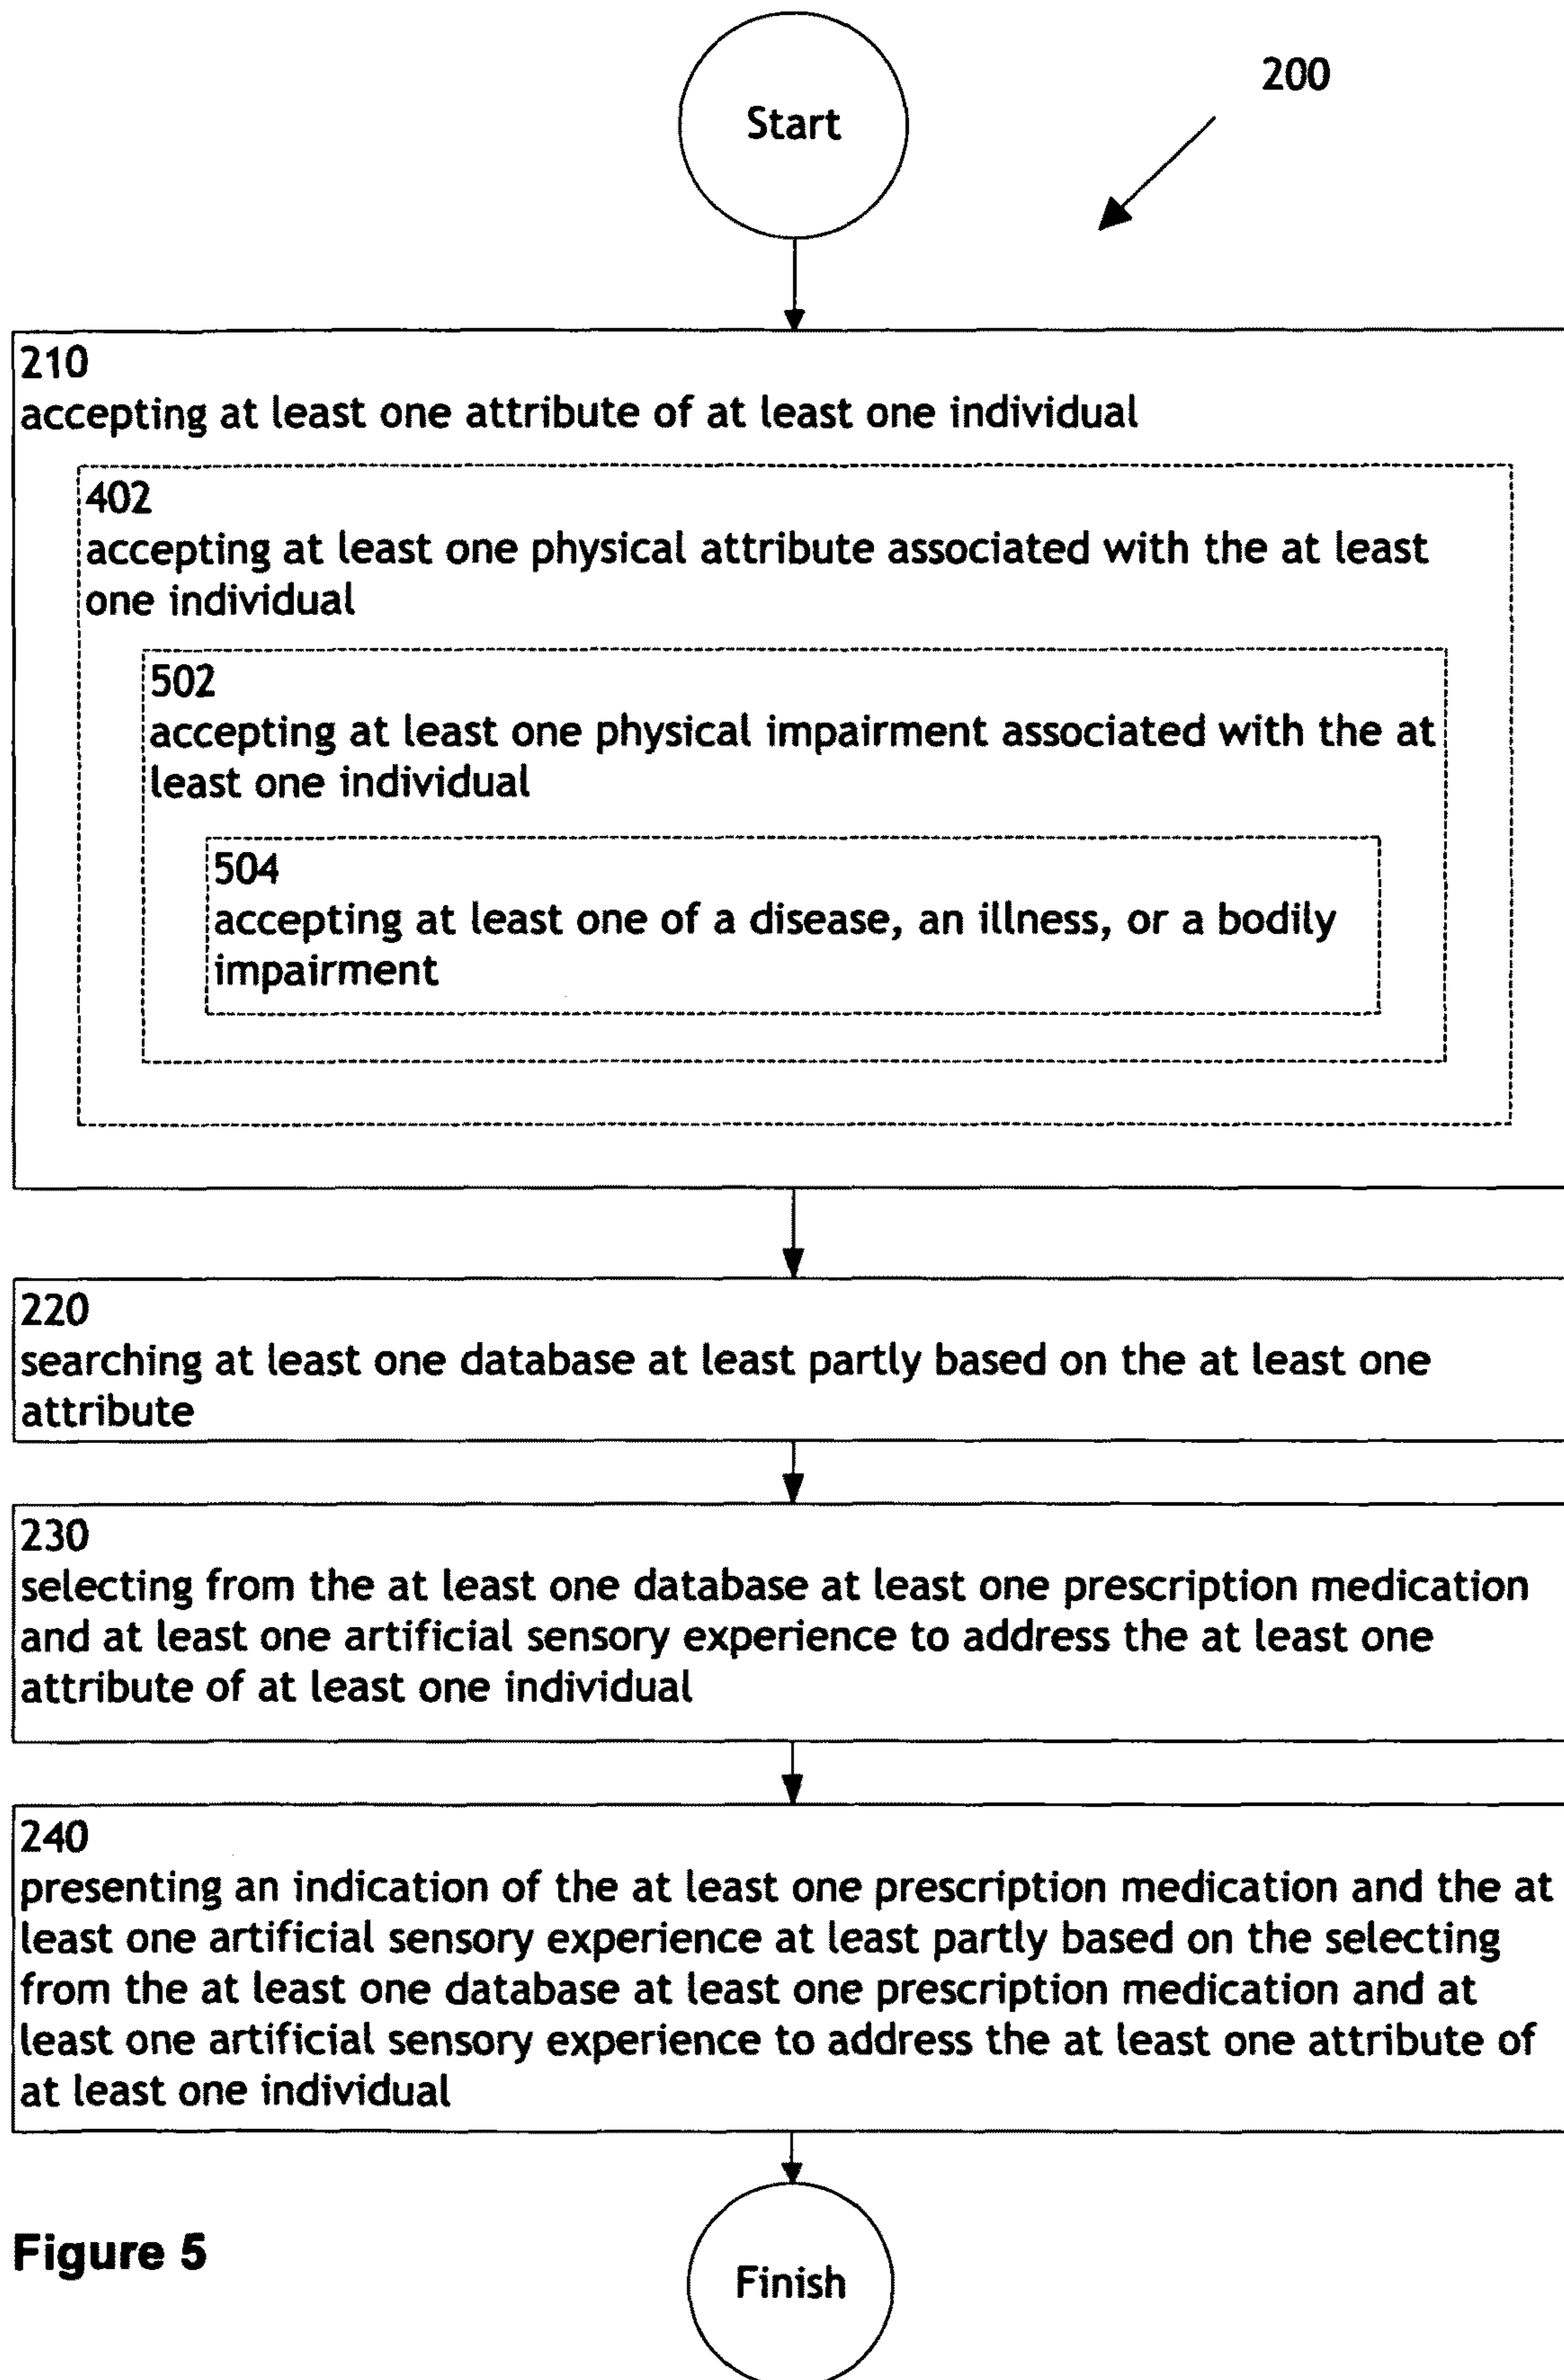 Start
200
210
accepting at least one attribute of at least one individual
402
accepting at least one physical attribute associated with the at least
one individual
502
accepting at least one physical impairment associated with the at
least one individual
504
accepting at least one of a disease, an illness, or a bodily
impairment
220
searching at least one database at least partly based on the at least one
attribute
230
selecting from the at least one database at least one prescription medication
and at least one artificial sensory experience to address the at least one
attribute of at least one individual
240
presenting an indication of the at least one prescription medication and the at
least one artificial sensory experience at least partly based on the selecting
from the at least one database at least one prescription medication and at
least one artificial sensory experience to address the at least one attribute of
at least one individual
Figure 5
Finish